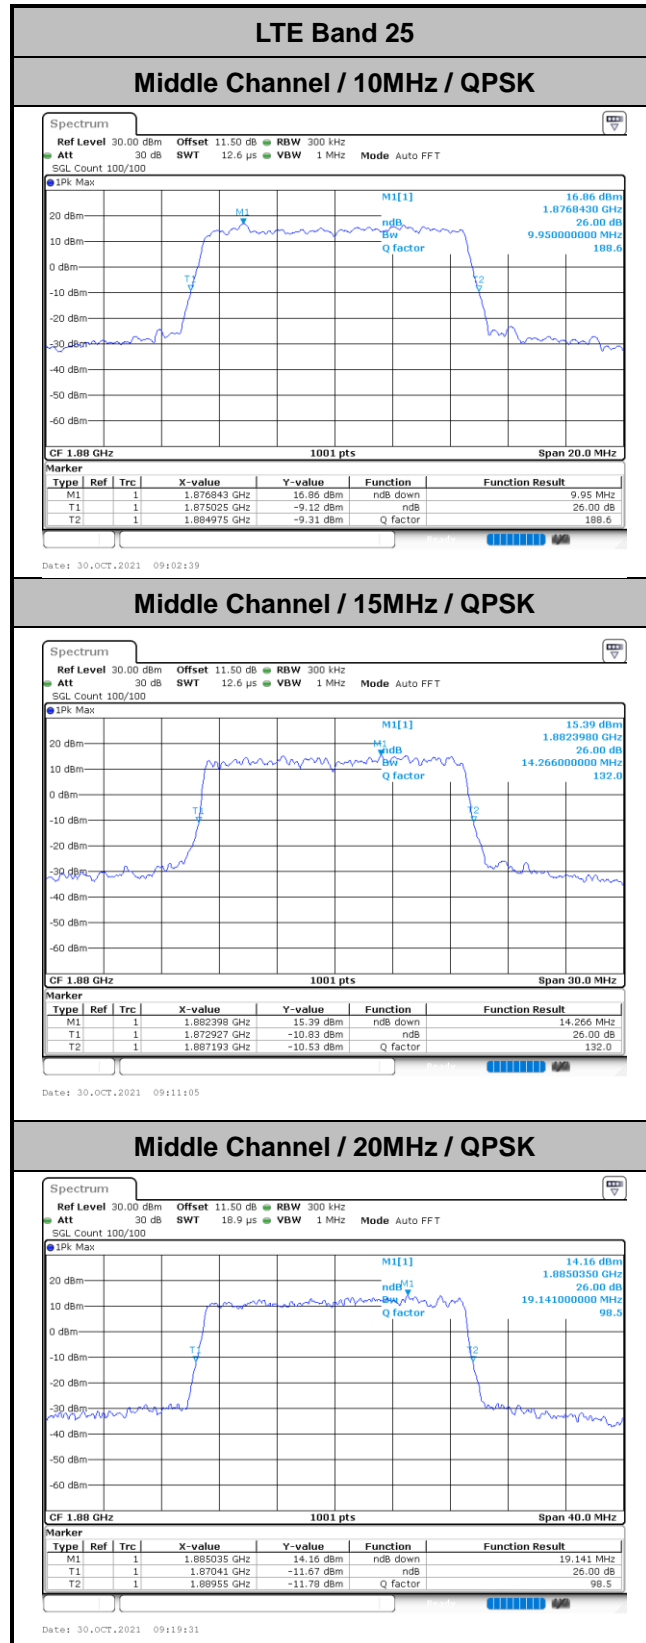 LTE Band 25
Middle Channel / 10MHz / QPSK
Spectrum
Ref Level 30.00 dBm Offset 11.50 dB RBW 300 kHz
Att 30 dB SWT 12.6 µs VBW 1 MHz Mode Auto FFT
SGL Count 100/100
1Pk Max
M1[1] 16.86 dBm
1.8768430 GHz
ndB 26.00 dB
Bw 9.950000000 MHz
Q factor 188.6
M1
T1
T2
20 dBm
10 dBm
0 dBm
-10 dBm
-20 dBm
-30 dBm
-40 dBm
-50 dBm
-60 dBm
CF 1.88 GHz 1001 pts Span 20.0 MHz
Marker
Type Ref Trc X-value Y-value Function Function Result
M1 1 1.876843 GHz 16.86 dBm ndB down 9.95 MHz
T1 1 1.875025 GHz -9.12 dBm ndB 26.00 dB
T2 1 1.884975 GHz -9.31 dBm Q factor 188.6
Date: 30.OCT.2021 09:02:39
Middle Channel / 15MHz / QPSK
Spectrum
Ref Level 30.00 dBm Offset 11.50 dB RBW 300 kHz
Att 30 dB SWT 12.6 µs VBW 1 MHz Mode Auto FFT
SGL Count 100/100
1Pk Max
M1[1] 15.39 dBm
1.8823980 GHz
ndB 26.00 dB
Bw 14.266000000 MHz
Q factor 132.0
M1
T1
T2
20 dBm
10 dBm
0 dBm
-10 dBm
-20 dBm
-30 dBm
-40 dBm
-50 dBm
-60 dBm
CF 1.88 GHz 1001 pts Span 30.0 MHz
Marker
Type Ref Trc X-value Y-value Function Function Result
M1 1 1.882398 GHz 15.39 dBm ndB down 14.266 MHz
T1 1 1.872927 GHz -10.83 dBm ndB 26.00 dB
T2 1 1.887193 GHz -10.53 dBm Q factor 132.0
Date: 30.OCT.2021 09:11:05
Middle Channel / 20MHz / QPSK
Spectrum
Ref Level 30.00 dBm Offset 11.50 dB RBW 300 kHz
Att 30 dB SWT 18.9 µs VBW 1 MHz Mode Auto FFT
SGL Count 100/100
1Pk Max
M1[1] 14.16 dBm
1.8850350 GHz
ndB 26.00 dB
Bw 19.141000000 MHz
Q factor 98.5
M1
T1
T2
20 dBm
10 dBm
0 dBm
-10 dBm
-20 dBm
-30 dBm
-40 dBm
-50 dBm
-60 dBm
CF 1.88 GHz 1001 pts Span 40.0 MHz
Marker
Type Ref Trc X-value Y-value Function Function Result
M1 1 1.885035 GHz 14.16 dBm ndB down 19.141 MHz
T1 1 1.87041 GHz -11.67 dBm ndB 26.00 dB
T2 1 1.88955 GHz -11.78 dBm Q factor 98.5
Date: 30.OCT.2021 09:19:31